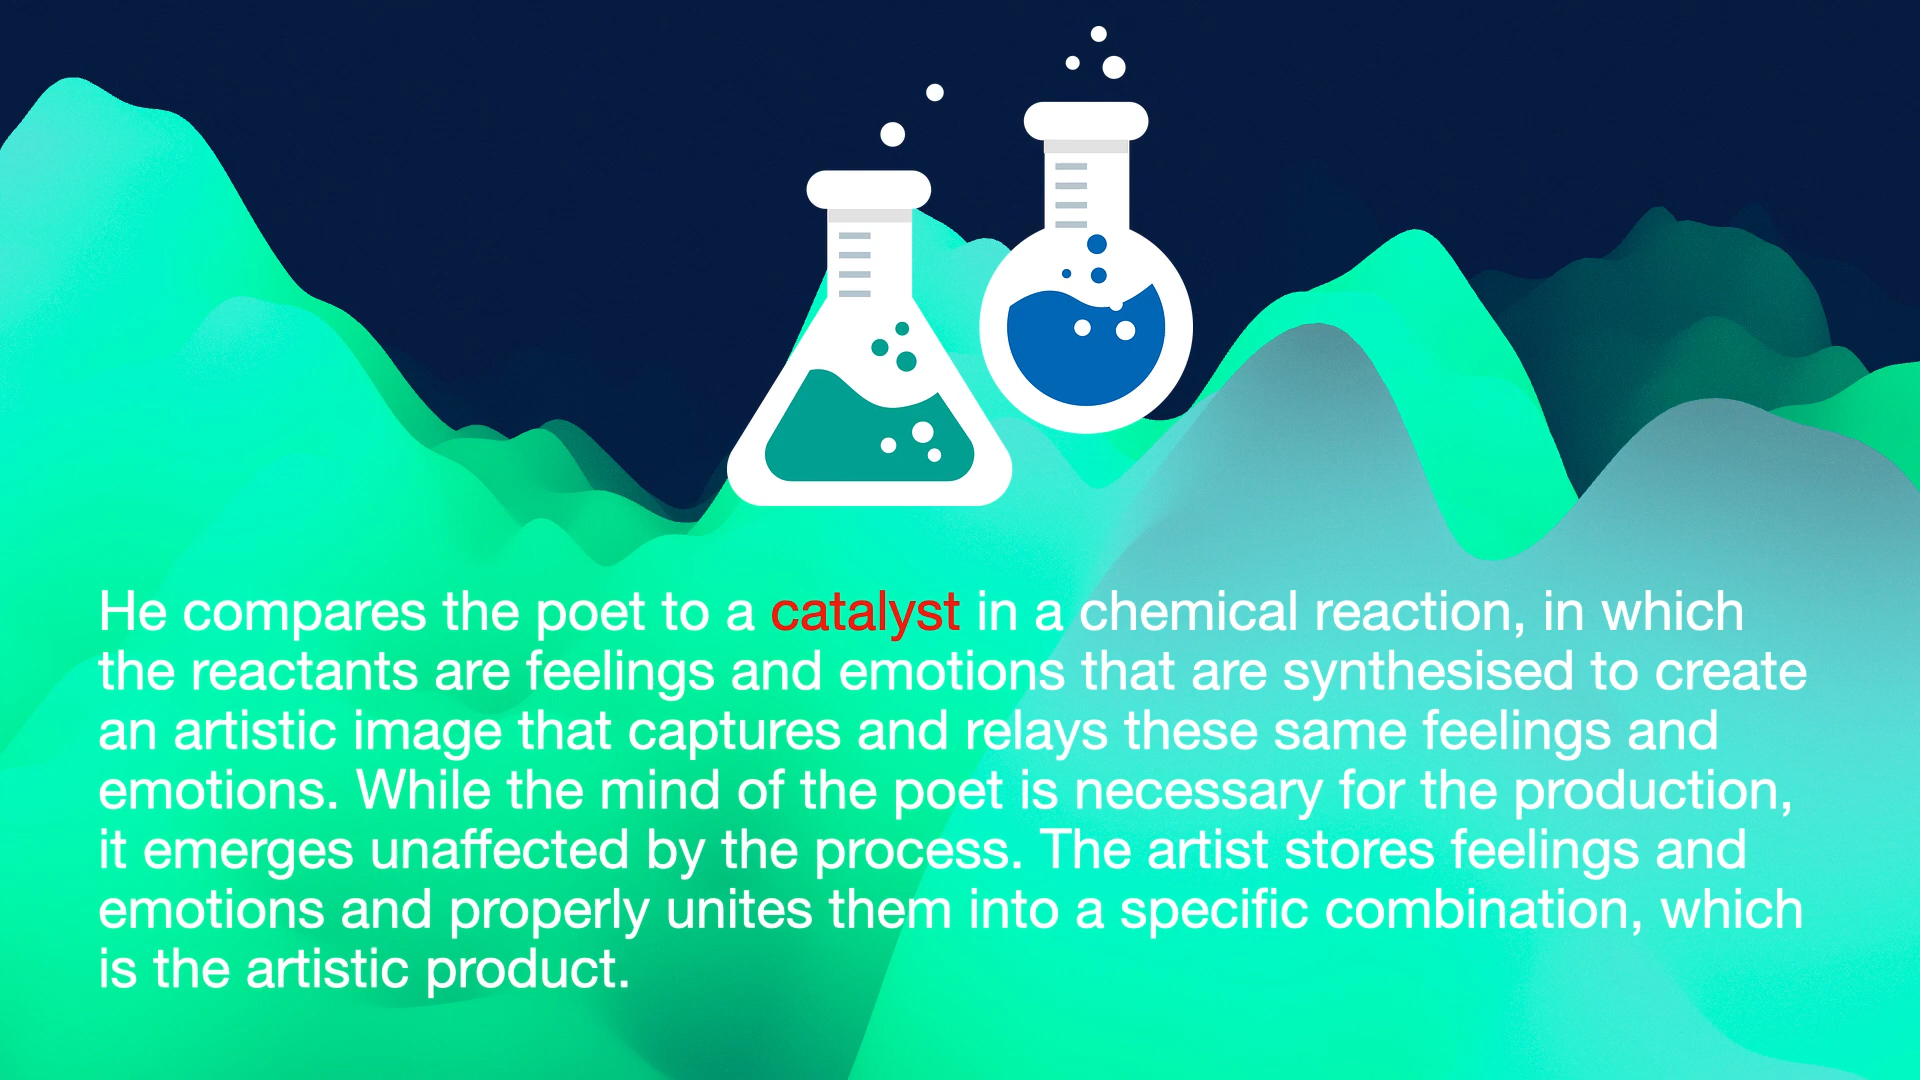 He compares the poet to a catalyst in a chemical reaction, in which
the reactants are feelings and emotions that are synthesised to create
an artistic image that captures and relays these same feelings and
emotions. While the mind of the poet is necessary for the production,
it emerges unaffected by the process. The artist stores feelings and
emotions and properly unites them into a specific combination, which
is the artistic product.